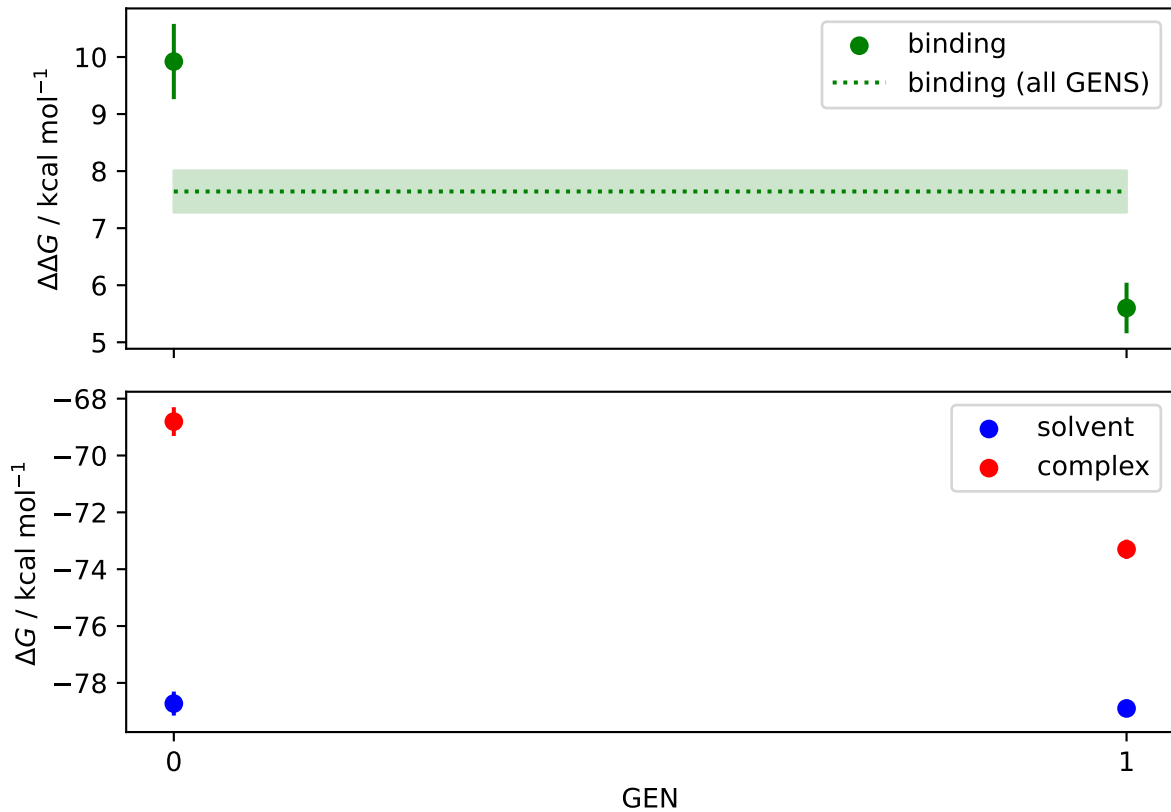 10
9
8
7
6
5
ΔΔG / kcal mol⁻¹
binding
binding (all GENS)
−68
−70
−72
−74
−76
−78
ΔG / kcal mol⁻¹
solvent
complex
0
1
GEN